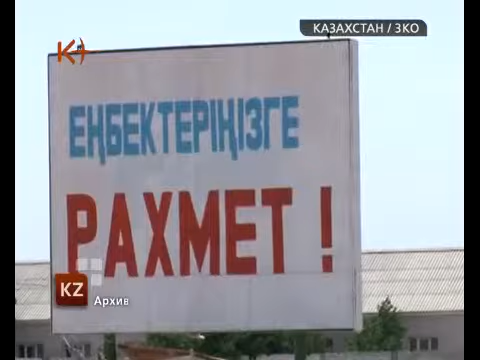 КАЗАХСТАН / ЗКО
К+
ЕҢБЕКТЕРІҢІЗГЕ
РАХМЕТ !
KZ
Архив